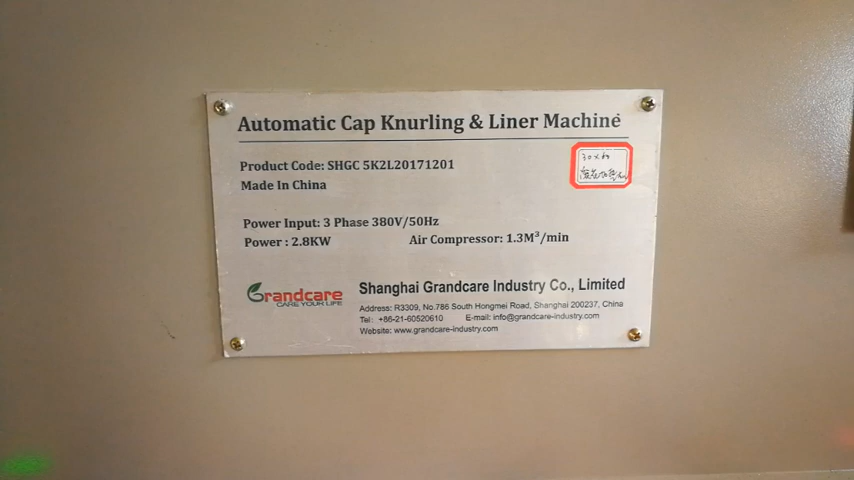 Automatic Cap Knurling & Liner Machine
Product Code: SHGC 5K2L20171201
Made In China
30×60
Power Input: 3 Phase 380V/50Hz
Power : 2.8KW Air Compressor: 1.3M³/min
Grandcare
CARE YOUR LIFE
Shanghai Grandcare Industry Co., Limited
Address: R3309, No.786 South Hongmei Road, Shanghai 200237, China
Tel: +86-21-60520610 E-mail: info@grandcare-industry.com
Website: www.grandcare-industry.com